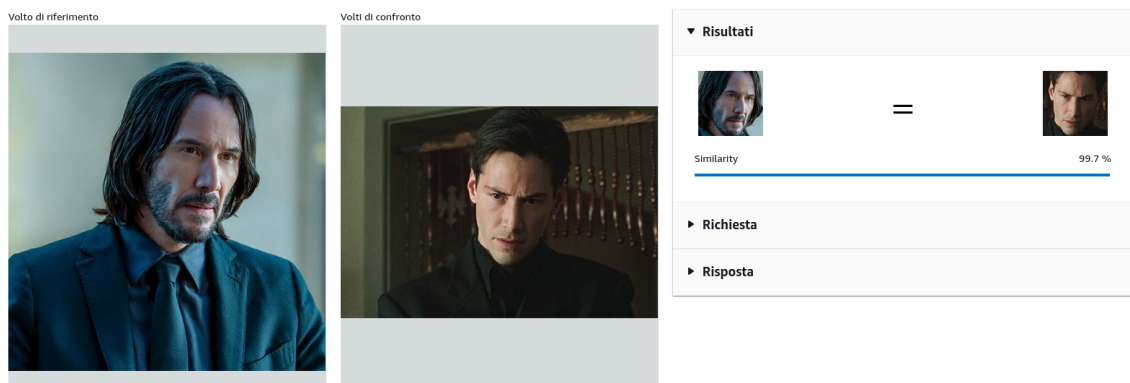 Volto di riferimento
Volti di confronto
Risultati
=
Similarity 99.7 %
Richiesta
Risposta